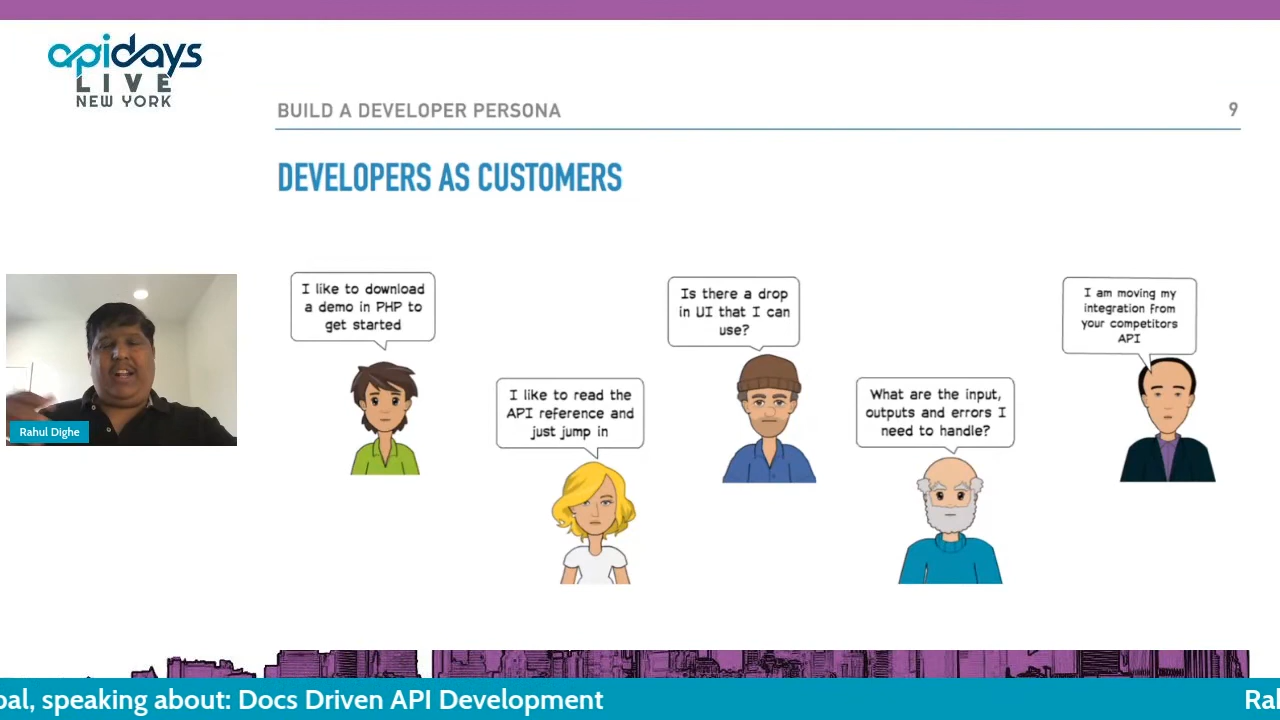 apidays
LIVE
NEW YORK
BUILD A DEVELOPER PERSONA
9
DEVELOPERS AS CUSTOMERS
I like to download
a demo in PHP to
get started
I like to read the
API reference and
just jump in
Is there a drop
in UI that I can
use?
What are the input,
outputs and errors I
need to handle?
I am moving my
integration from
your competitors
API
Rahul Dighe
pal, speaking about: Docs Driven API Development
Rah